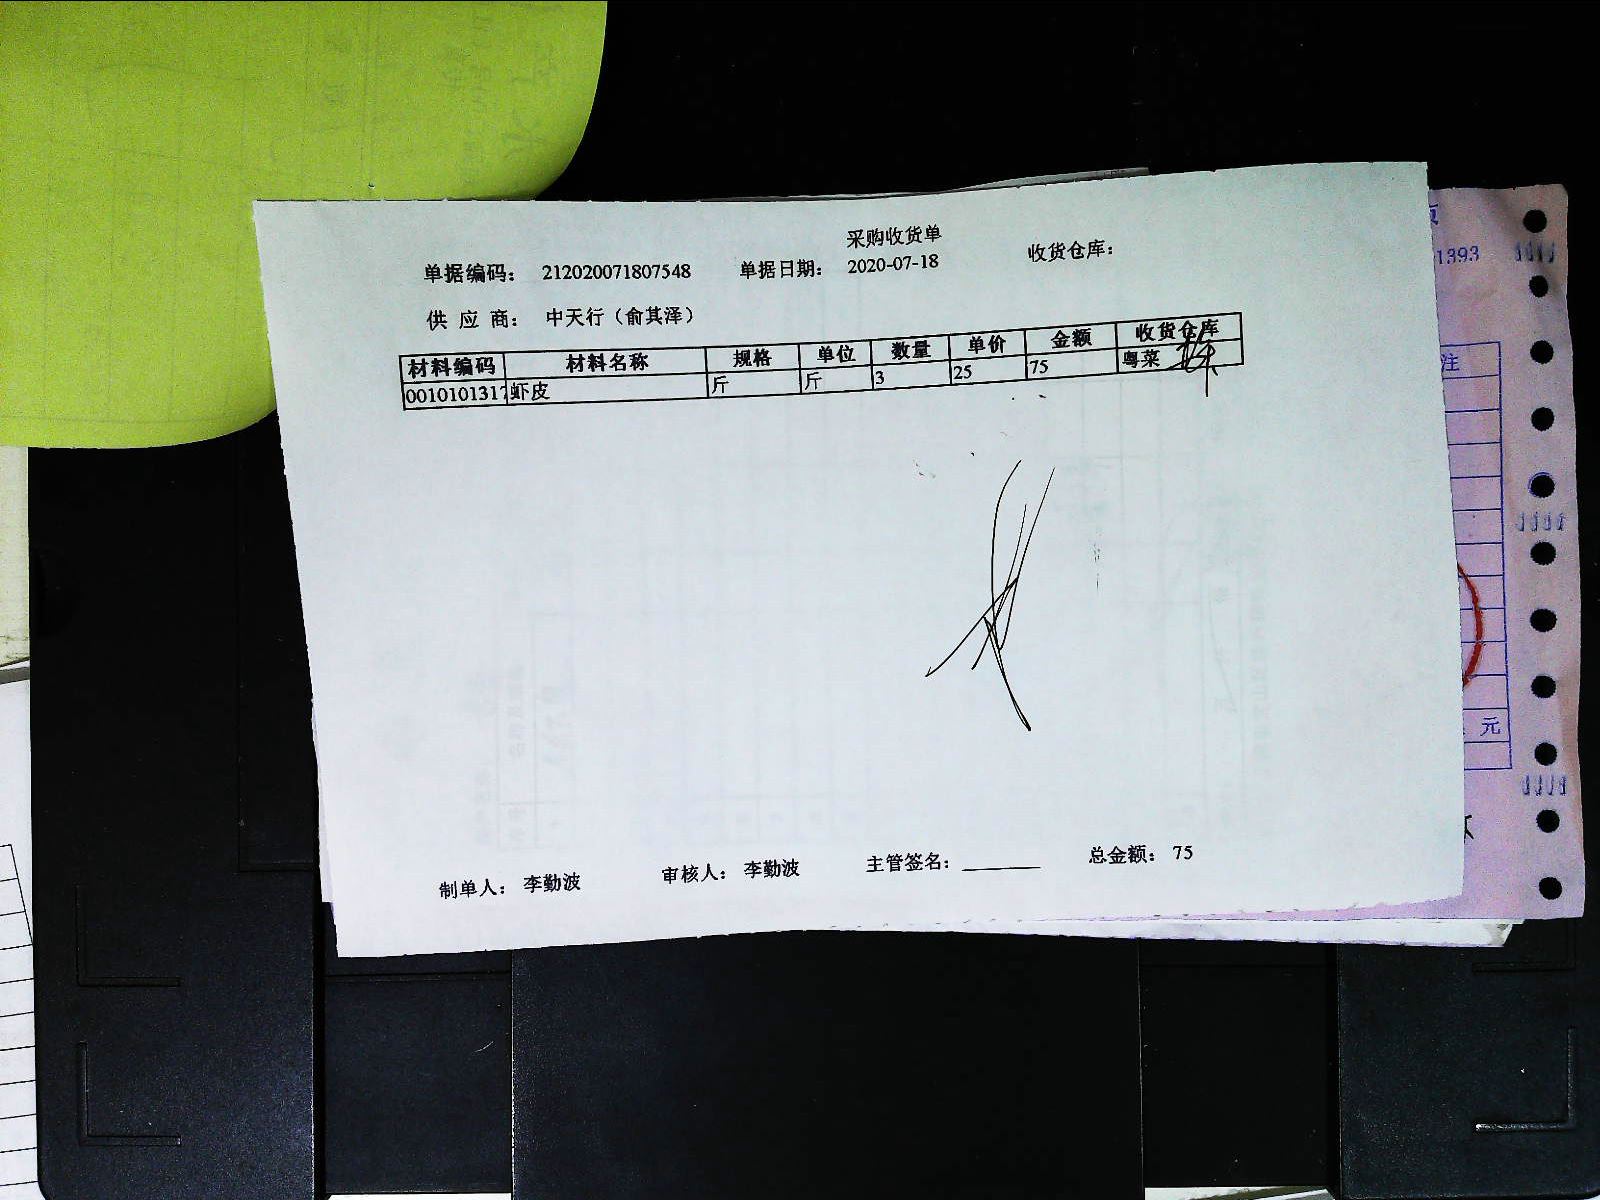 采购收货单
单据编码: 212020071807548 单据日期: 2020-07-18 收货仓库:
供应商: 中天行（俞其泽）
材料编码 材料名称 规格 单位 数量 单价 金额 收货仓库
0010101317 虾皮 斤 斤 3 25 75 粤菜
制单人: 李勤波 审核人: 李勤波 主管签名: 总金额: 75
1393
注
元